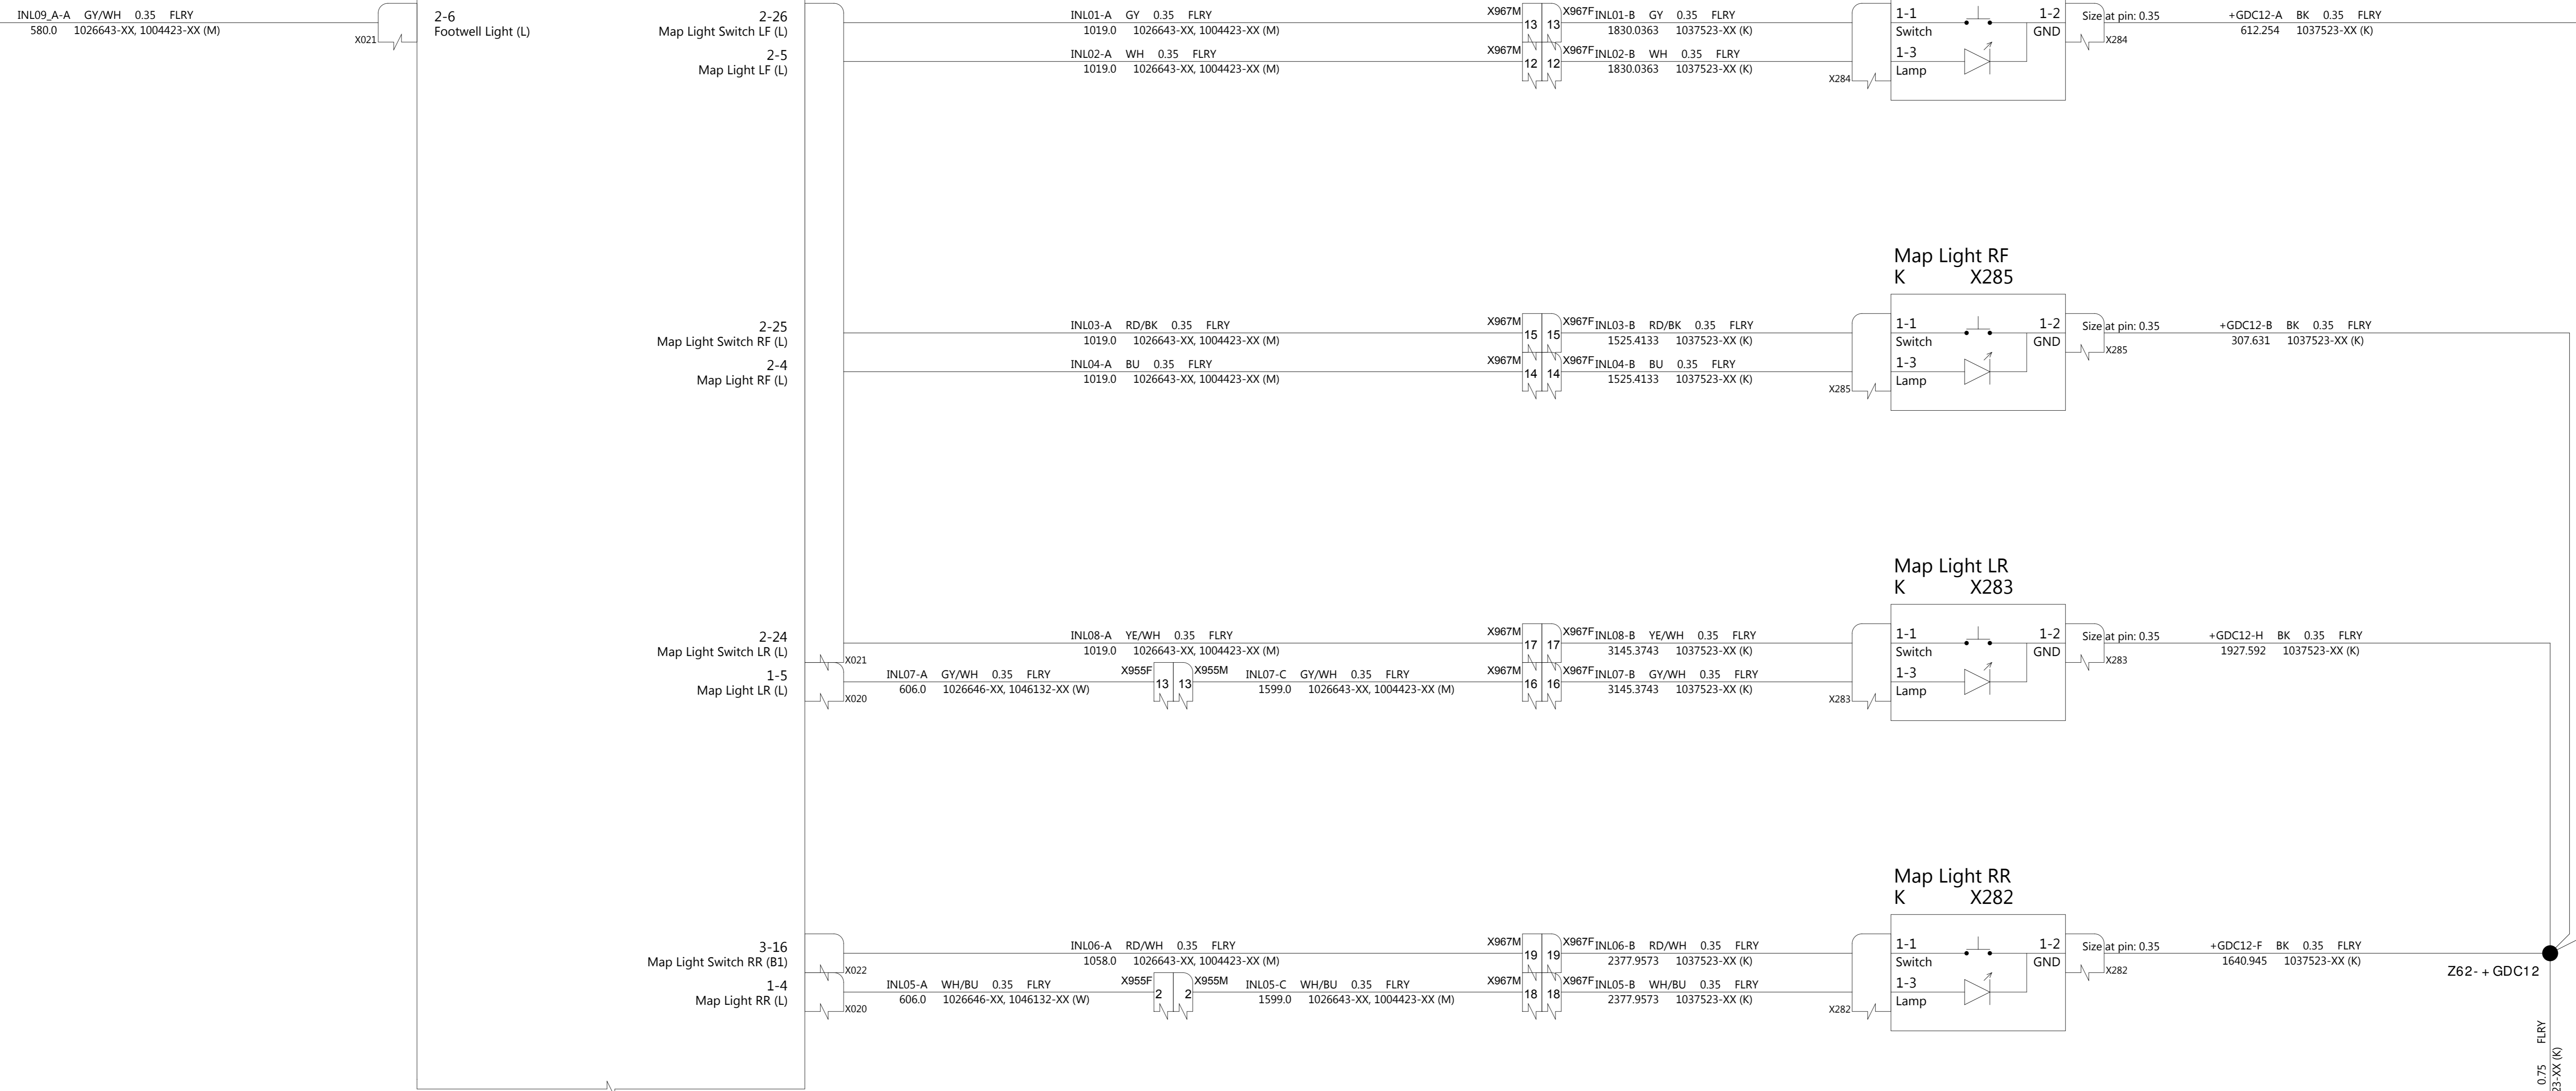 INL09_A-A GY/WH 0.35 FLRY
580.0 1026643-XX, 1004423-XX (M)
X021
2-6
Footwell Light (L)
2-26
Map Light Switch LF (L)
2-5
Map Light LF (L)
INL01-A GY 0.35 FLRY
1019.0 1026643-XX, 1004423-XX (M)
INL02-A WH 0.35 FLRY
1019.0 1026643-XX, 1004423-XX (M)
X967M 13 13 X967F
X967M 12 12 X967F
INL01-B GY 0.35 FLRY
1830.0363 1037523-XX (K)
INL02-B WH 0.35 FLRY
1830.0363 1037523-XX (K)
X284
1-1
Switch
1-2
GND
1-3
Lamp
Size at pin: 0.35
X284
+GDC12-A BK 0.35 FLRY
612.254 1037523-XX (K)
Map Light RF
K X285
2-25
Map Light Switch RF (L)
2-4
Map Light RF (L)
INL03-A RD/BK 0.35 FLRY
1019.0 1026643-XX, 1004423-XX (M)
INL04-A BU 0.35 FLRY
1019.0 1026643-XX, 1004423-XX (M)
X967M 15 15 X967F
X967M 14 14 X967F
INL03-B RD/BK 0.35 FLRY
1525.4133 1037523-XX (K)
INL04-B BU 0.35 FLRY
1525.4133 1037523-XX (K)
X285
1-1
Switch
1-2
GND
1-3
Lamp
Size at pin: 0.35
X285
+GDC12-B BK 0.35 FLRY
307.631 1037523-XX (K)
Map Light LR
K X283
2-24
Map Light Switch LR (L)
1-5
Map Light LR (L)
X021
X020
INL08-A YE/WH 0.35 FLRY
1019.0 1026643-XX, 1004423-XX (M)
INL07-A GY/WH 0.35 FLRY
606.0 1026646-XX, 1046132-XX (W)
X955F 13 13 X955M
INL07-C GY/WH 0.35 FLRY
1599.0 1026643-XX, 1004423-XX (M)
X967M 17 17 X967F
X967M 16 16 X967F
INL08-B YE/WH 0.35 FLRY
3145.3743 1037523-XX (K)
INL07-B GY/WH 0.35 FLRY
3145.3743 1037523-XX (K)
X283
1-1
Switch
1-2
GND
1-3
Lamp
Size at pin: 0.35
X283
+GDC12-H BK 0.35 FLRY
1927.592 1037523-XX (K)
Map Light RR
K X282
3-16
Map Light Switch RR (B1)
1-4
Map Light RR (L)
X022
X020
INL06-A RD/WH 0.35 FLRY
1058.0 1026643-XX, 1004423-XX (M)
INL05-A WH/BU 0.35 FLRY
606.0 1026646-XX, 1046132-XX (W)
X955F 2 2 X955M
INL05-C WH/BU 0.35 FLRY
1599.0 1026643-XX, 1004423-XX (M)
X967M 19 19 X967F
X967M 18 18 X967F
INL06-B RD/WH 0.35 FLRY
2377.9573 1037523-XX (K)
INL05-B WH/BU 0.35 FLRY
2377.9573 1037523-XX (K)
X282
1-1
Switch
1-2
GND
1-3
Lamp
Size at pin: 0.35
X282
+GDC12-F BK 0.35 FLRY
1640.945 1037523-XX (K)
Z62- + GDC12
0.75 FLRY
23-XX (K)